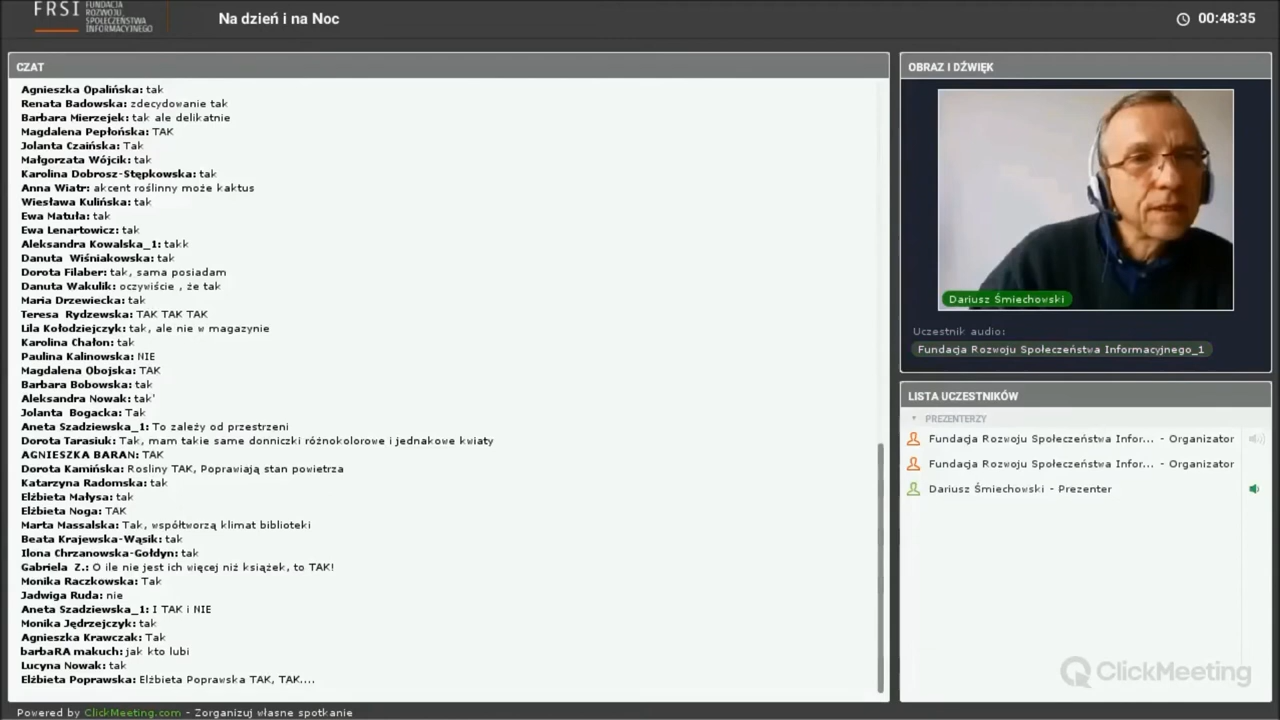 FRSI
FUNDACJA
ROZWOJU
SPOŁECZEŃSTWA
INFORMACYJNEGO
Na dzień i na Noc
00:48:35
CZAT
Agnieszka Opalińska: tak
Renata Badowska: zdecydowanie tak
Barbara Mierzejek: tak ale delikatnie
Magdalena Pepłońska: TAK
Jolanta Czaińska: Tak
Małgorzata Wójcik: tak
Karolina Dobrosz-Stępkowska: tak
Anna Wiatr: akcent roślinny może kaktus
Wiesława Kulińska: tak
Ewa Matuła: tak
Ewa Lenartowicz: tak
Aleksandra Kowalska_1: takk
Danuta Wiśniakowska: tak
Dorota Filaber: tak, sama posiadam
Danuta Wakulik: oczywiście , że tak
Maria Drzewiecka: tak
Teresa Rydzewska: TAK TAK TAK
Lila Kołodziejczyk: tak, ale nie w magazynie
Karolina Chałon: tak
Paulina Kalinowska: NIE
Magdalena Obojska: TAK
Barbara Bobowska: tak
Aleksandra Nowak: tak'
Jolanta Bogacka: Tak
Aneta Szadziewska_1: To zależy od przestrzeni
Dorota Tarasiuk: Tak, mam takie same donniczki różnokolorowe i jednakowe kwiaty
AGNIESZKA BARAN: TAK
Dorota Kamińska: Rosliny TAK, Poprawiają stan powietrza
Katarzyna Radomska: tak
Elżbieta Małysa: tak
Elżbieta Noga: TAK
Marta Massalska: Tak, współtworzą klimat biblioteki
Beata Krajewska-Wąsik: tak
Ilona Chrzanowska-Gołdyn: tak
Gabriela Z.: O ile nie jest ich więcej niż książek, to TAK!
Monika Raczkowska: Tak
Jadwiga Ruda: nie
Aneta Szadziewska_1: I TAK i NIE
Monika Jędrzejczyk: tak
Agnieszka Krawczak: Tak
barbaRA makuch: jak kto lubi
Lucyna Nowak: tak
Elżbieta Poprawska: Elżbieta Poprawska TAK, TAK....
OBRAZ I DŹWIĘK
Dariusz Śmiechowski
Uczestnik audio:
Fundacja Rozwoju Społeczeństwa Informacyjnego_1
LISTA UCZESTNIKÓW
PREZENTERZY
Fundacja Rozwoju Społeczeństwa Infor... - Organizator
Fundacja Rozwoju Społeczeństwa Infor... - Organizator
Dariusz Śmiechowski - Prezenter
ClickMeeting
Powered by ClickMeeting.com - Zorganizuj własne spotkanie